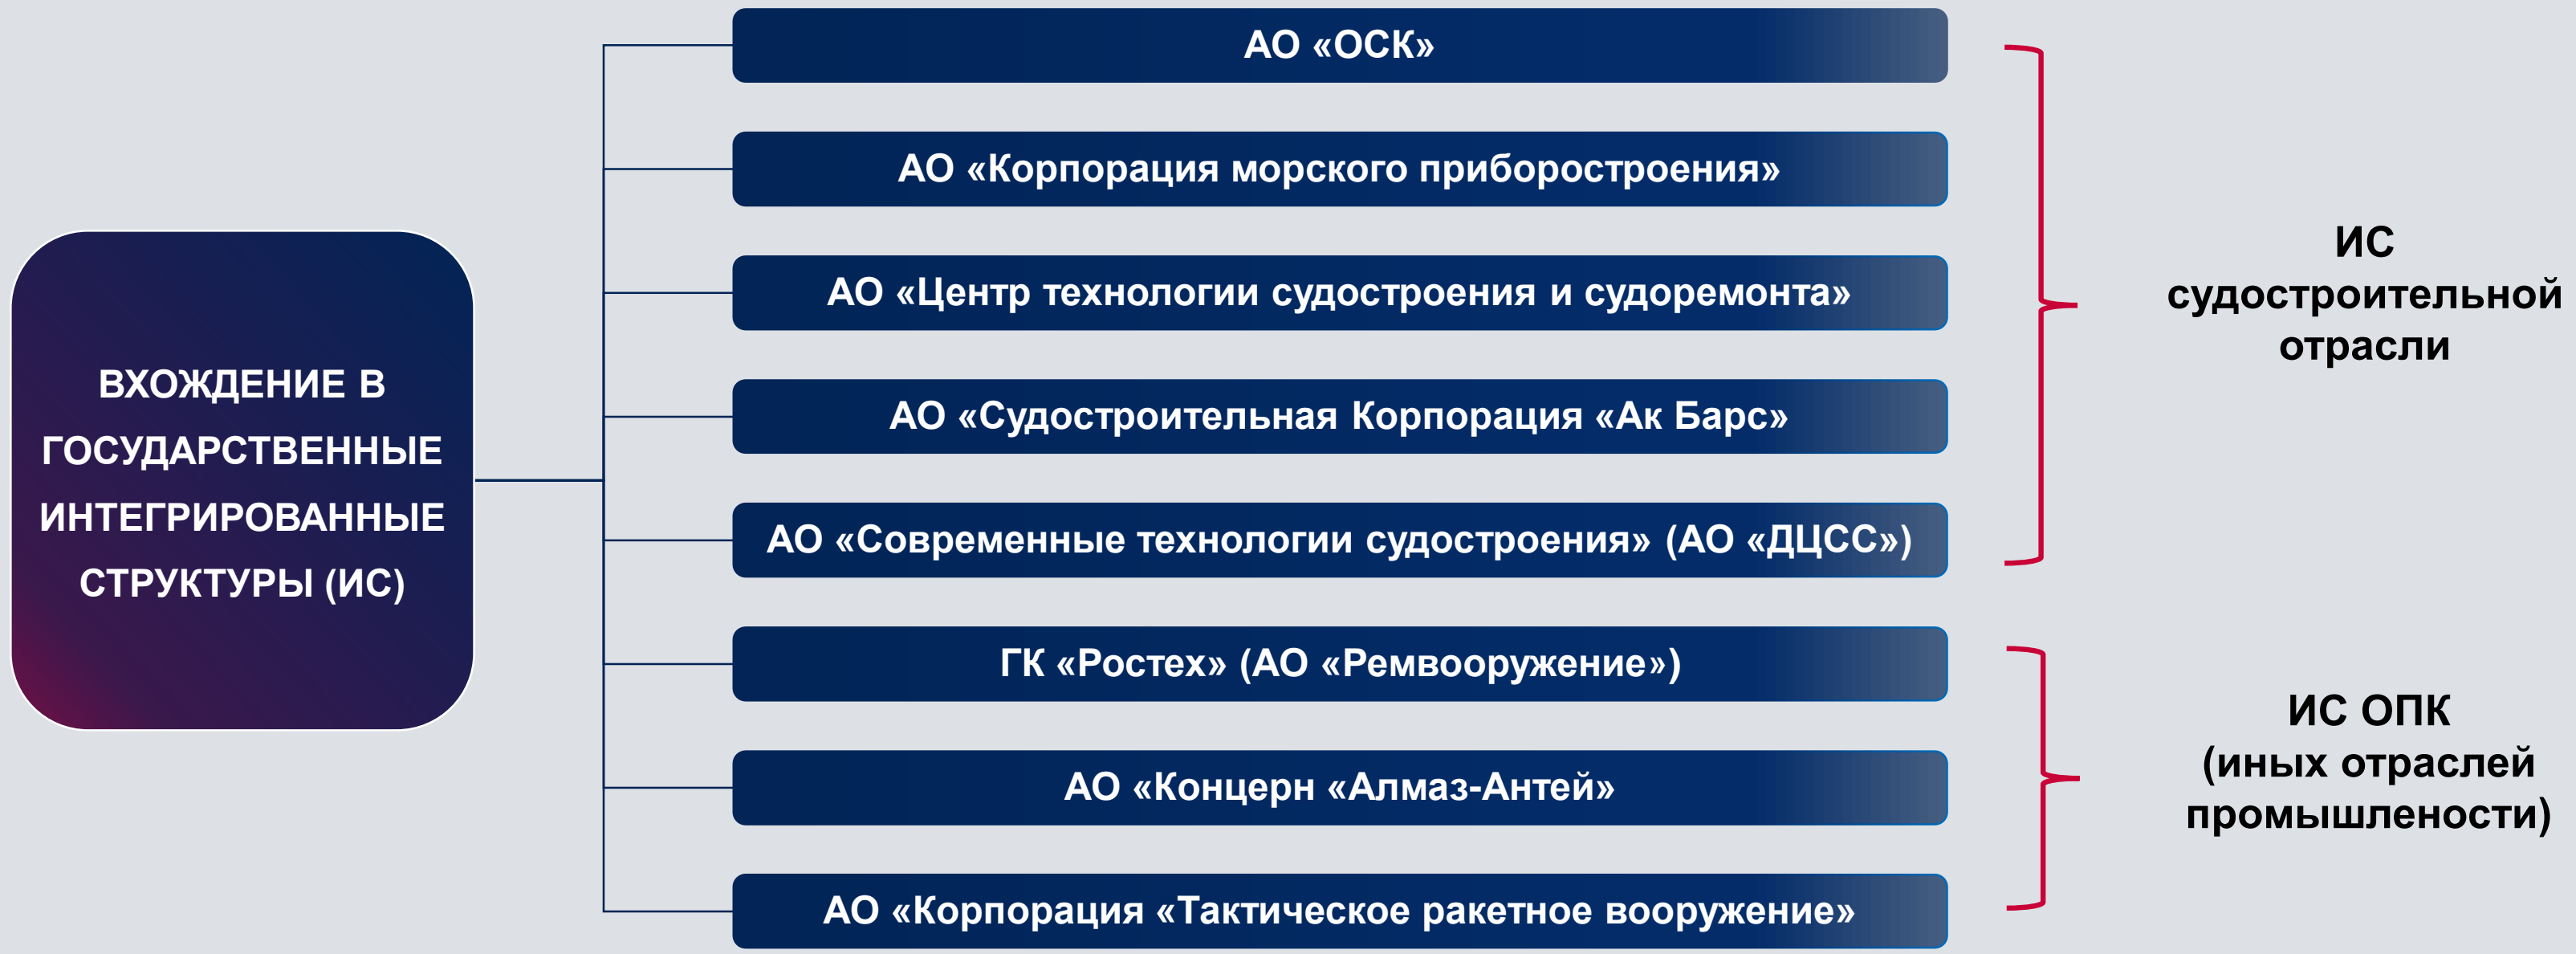 ВХОЖДЕНИЕ В
ГОСУДАРСТВЕННЫЕ
ИНТЕГРИРОВАННЫЕ
СТРУКТУРЫ (ИС)
АО «ОСК»
АО «Корпорация морского приборостроения»
АО «Центр технологии судостроения и судоремонта»
АО «Судостроительная Корпорация «Ак Барс»
АО «Современные технологии судостроения» (АО «ДЦСС»)
ГК «Ростех» (АО «Ремвооружение»)
АО «Концерн «Алмаз-Антей»
АО «Корпорация «Тактическое ракетное вооружение»
ИС
судостроительной
отрасли
ИС ОПК
(иных отраслей
промышлености)